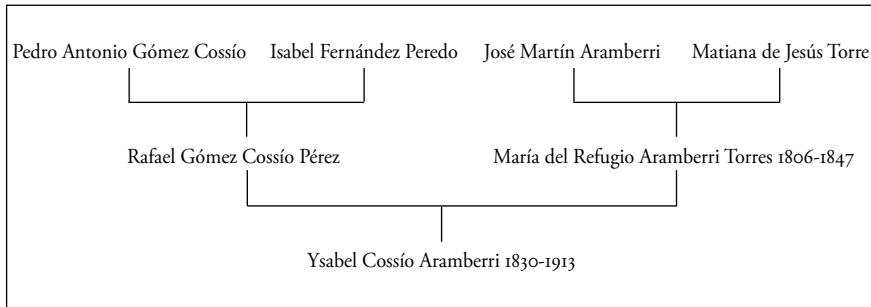 Pedro Antonio Gómez Cossío Isabel Fernández Peredo José Martín Aramberri Matiana de Jesús Torre
Rafael Gómez Cossío Pérez María del Refugio Aramberri Torres 1806-1847
Ysabel Cossío Aramberri 1830-1913